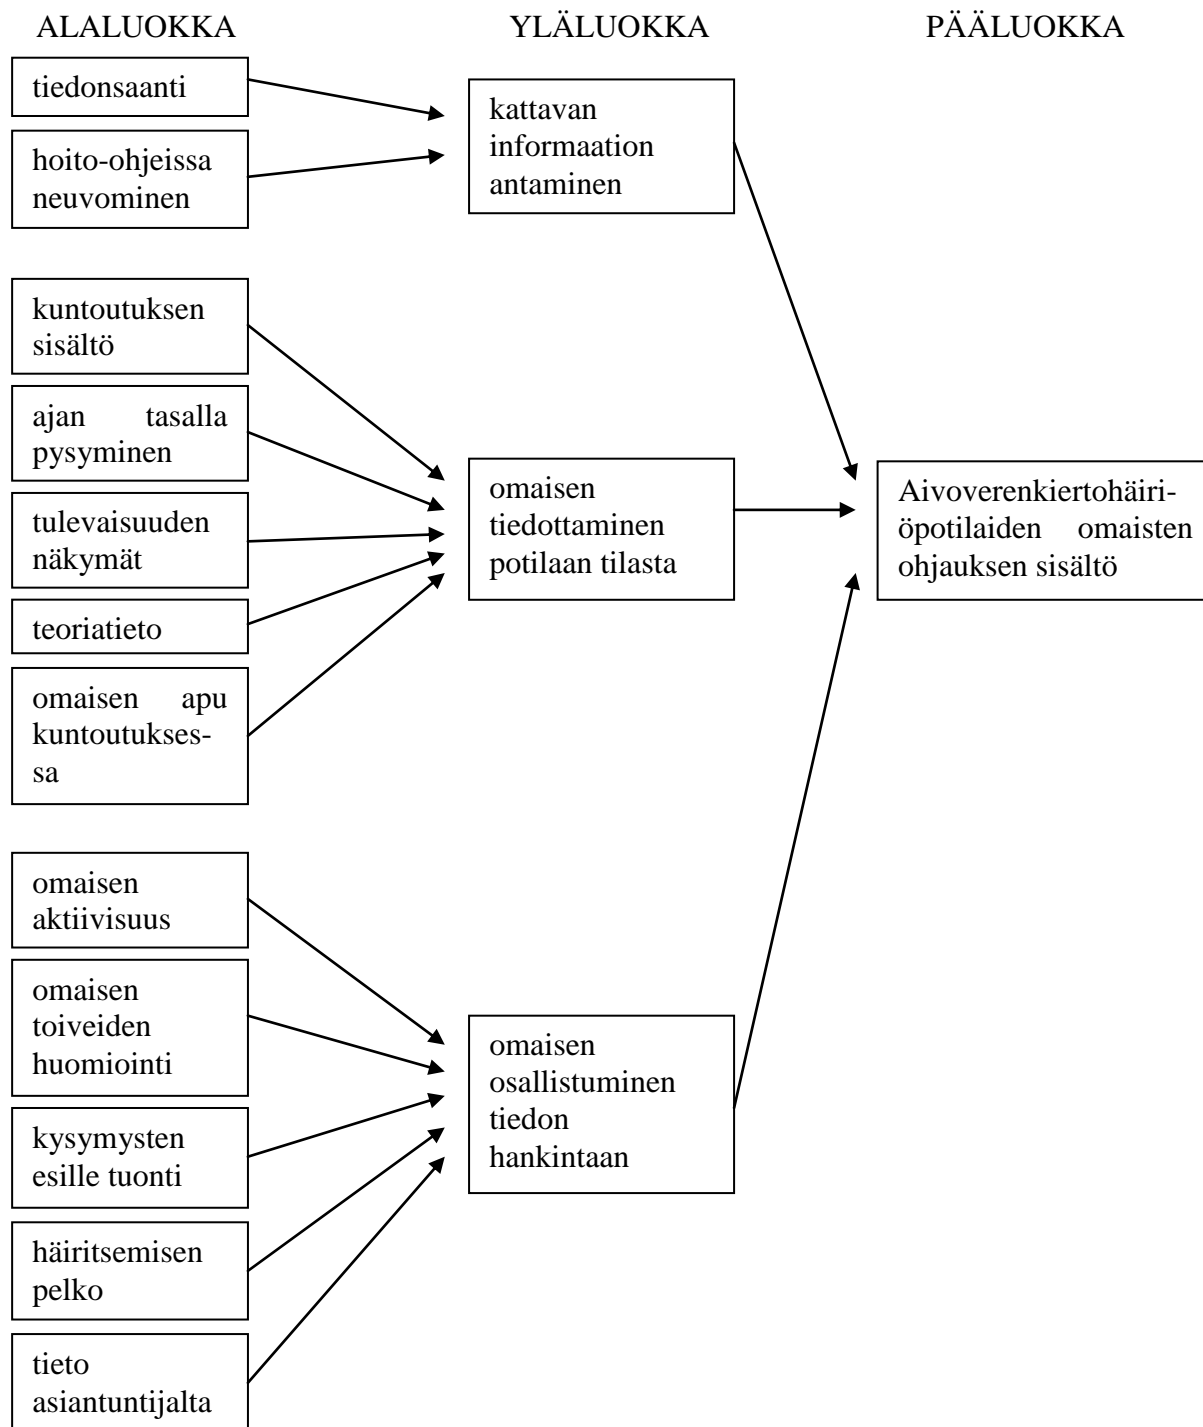 ALALUOKKA
YLÄLUOKKA
PÄÄLUOKKA
tiedonsaanti
hoito-ohjeissa
neuvominen
kuntoutuksen
sisältö
ajan tasalla
pysyminen
tulevaisuuden
näkymät
teoriatieto
omaisen apu
kuntoutukses-
sa
omaisen
aktiivisuus
omaisen
toiveiden
huomiointi
kysymysten
esille tuonti
häiritsemisen
pelko
tieto
asiantuntijalta
kattavan
informaation
antaminen
omaisen
tiedottaminen
potilaan tilasta
omaisen
osallistuminen
tiedon
hankintaan
Aivoverenkiertohäiri-
öpotilaiden omaisten
ohjauksen sisältö